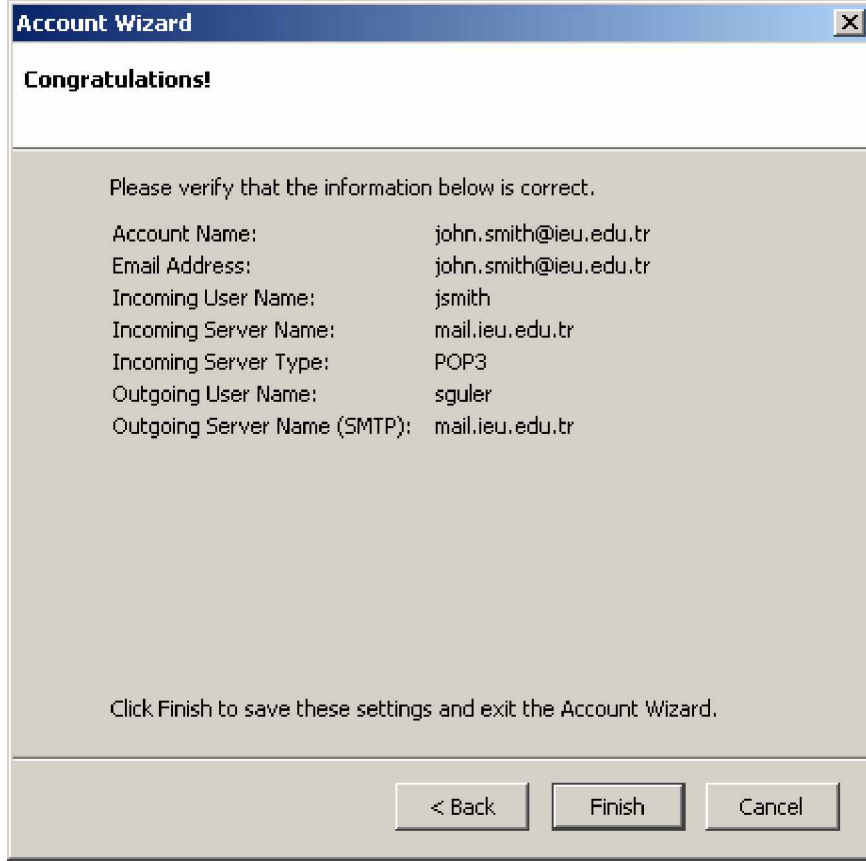 Account Wizard
Congratulations!
Please verify that the information below is correct.
Account Name: john.smith@ieu.edu.tr
Email Address: john.smith@ieu.edu.tr
Incoming User Name: jsmith
Incoming Server Name: mail.ieu.edu.tr
Incoming Server Type: POP3
Outgoing User Name: sguler
Outgoing Server Name (SMTP): mail.ieu.edu.tr
Click Finish to save these settings and exit the Account Wizard.
< Back Finish Cancel